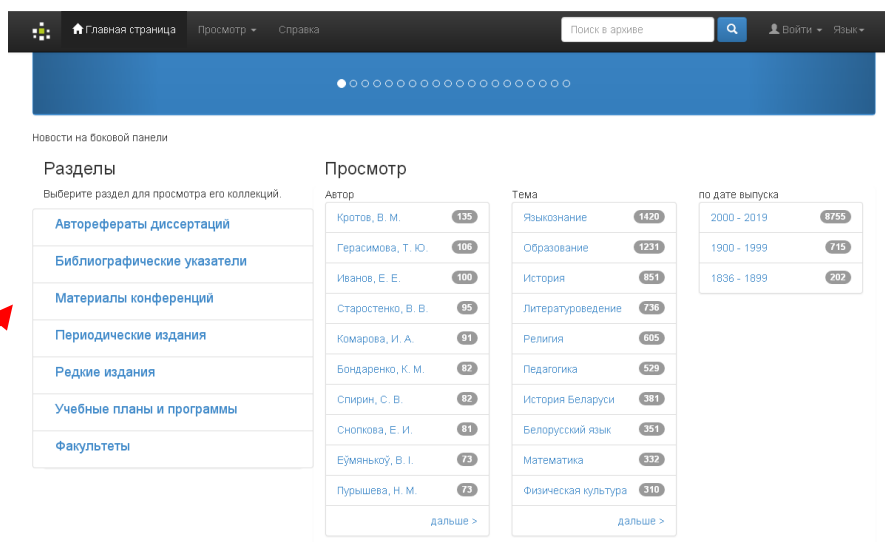 Главная страница Просмотр Справка Поиск в архиве Войти Язык
Новости на боковой панели
Разделы
Выберите раздел для просмотра его коллекций.
Авторефераты диссертаций
Библиографические указатели
Материалы конференций
Периодические издания
Редкие издания
Учебные планы и программы
Факультеты
Просмотр
Автор
Кротов, В. М. 135
Герасимова, Т. Ю. 106
Иванов, Е. Е. 100
Старостенко, В. В. 95
Комарова, И. А. 91
Бондаренко, К. М. 82
Спирин, С. В. 82
Снопкова, Е. И. 81
Еўмянькоў, В. І. 73
Пурышева, Н. М. 73
дальше >
Тема
Языкознание 1420
Образование 1231
История 851
Литературоведение 736
Религия 605
Педагогика 529
История Беларуси 381
Белорусский язык 351
Математика 332
Физическая культура 310
дальше >
по дате выпуска
2000 - 2019 8755
1900 - 1999 715
1836 - 1899 202